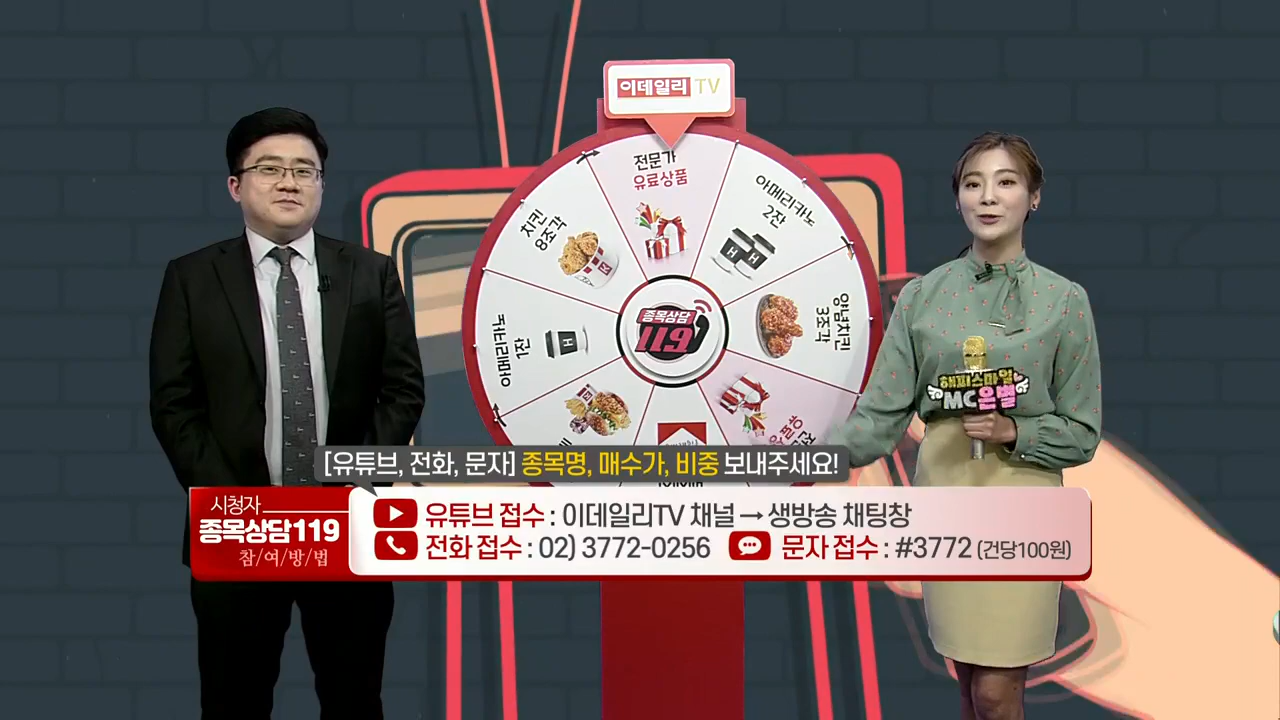 이데일리 TV
전문가
유료상품
아메리카노
2잔
치킨
8조각
양념치킨
3조각
아메리카노
1잔
종목상담
119
해피스마일
MC은별
[유튜브, 전화, 문자] 종목명, 매수가, 비중 보내주세요!
시청자
종목상담119
참/여/방/법
유튜브 접수 : 이데일리TV 채널 → 생방송 채팅창
전화 접수 : 02) 3772-0256
문자 접수 : #3772 (건당100원)